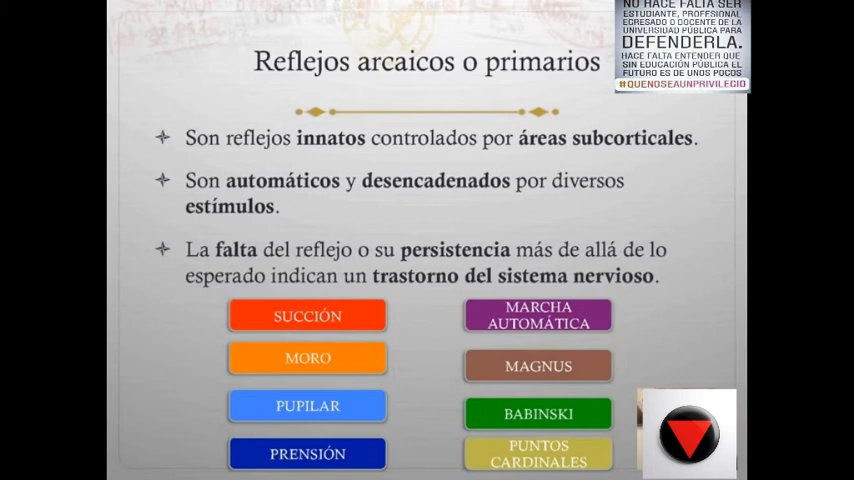 NO HACE FALTA SER
ESTUDIANTE, PROFESIONAL
EGRESADO O DOCENTE DE LA
UNIVERSIDAD PÚBLICA PARA
DEFENDERLA.
HACE FALTA ENTENDER QUE
SIN EDUCACIÓN PÚBLICA EL
FUTURO ES DE UNOS POCOS
#QUENOSEAUNPRIVILEGIO
Reflejos arcaicos o primarios
Son reflejos innatos controlados por áreas subcorticales.
Son automáticos y desencadenados por diversos
estímulos.
La falta del reflejo o su persistencia más de allá de lo
esperado indican un trastorno del sistema nervioso.
SUCCIÓN
MORO
PUPILAR
PRENSIÓN
MARCHA
AUTOMÁTICA
MAGNUS
BABINSKI
PUNTOS
CARDINALES